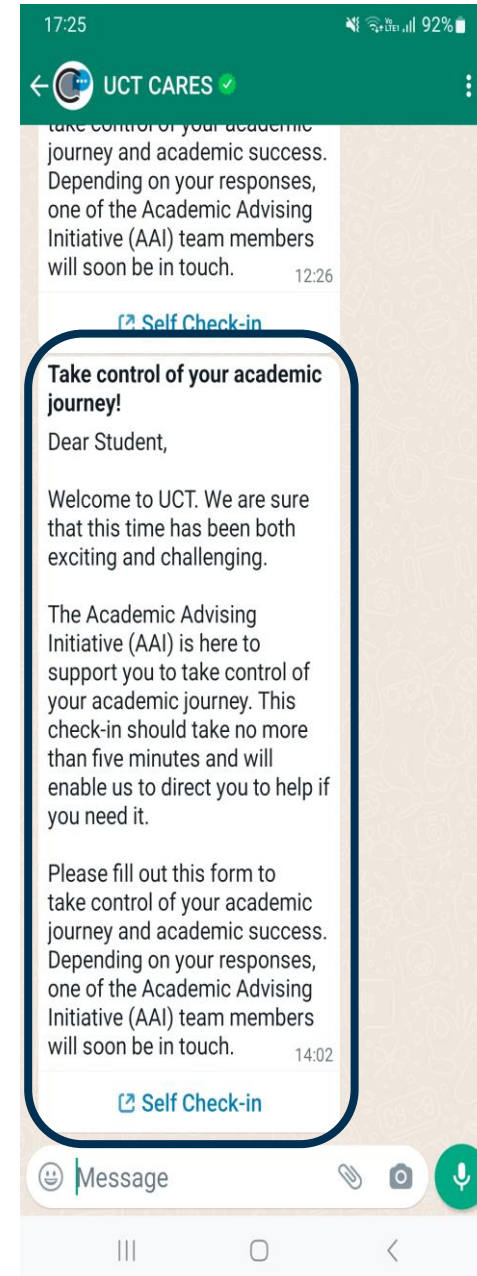 17:25 92%
UCT CARES
take control of your academic
journey and academic success.
Depending on your responses,
one of the Academic Advising
Initiative (AAI) team members
will soon be in touch. 12:26
Self Check-in
Take control of your academic
journey!
Dear Student,
Welcome to UCT. We are sure
that this time has been both
exciting and challenging.
The Academic Advising
Initiative (AAI) is here to
support you to take control of
your academic journey. This
check-in should take no more
than five minutes and will
enable us to direct you to help if
you need it.
Please fill out this form to
take control of your academic
journey and academic success.
Depending on your responses,
one of the Academic Advising
Initiative (AAI) team members
will soon be in touch. 14:02
Self Check-in
Message